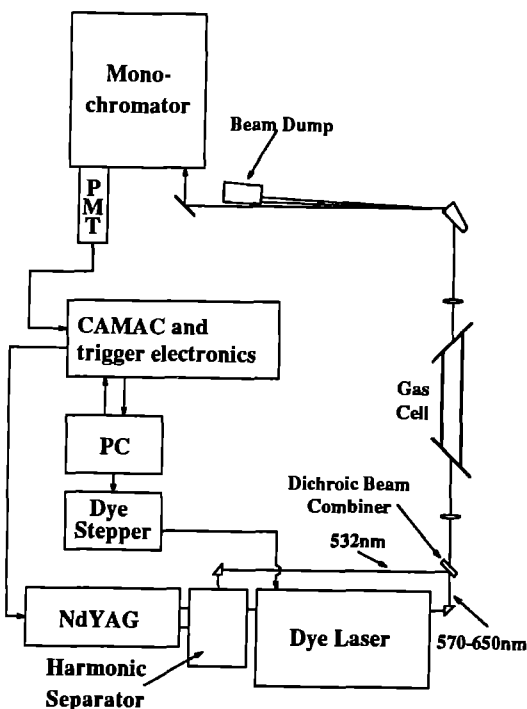 Mono-
chromator
Beam Dump
PMT
CAMAC and
trigger electronics
Gas
Cell
PC
Dichroic Beam
Combiner
Dye
Stepper
532nm
NdYAG
Dye Laser
570-650nm
Harmonic
Separator